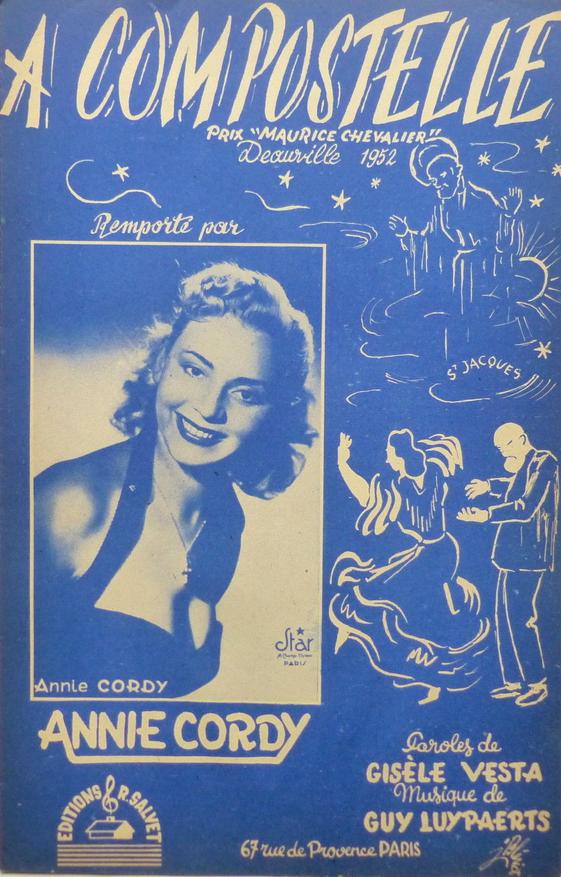 A COMPOSTELLE
PRIX "MAURICE CHEVALIER"
Deauville 1952
Remporté par
ST JACQUES
Star
PARIS
Annie CORDY
ANNIE CORDY
Paroles de
GISÈLE VESTA
Musique de
GUY LUYPAERTS
EDITIONS R. SALVET
67 rue de Provence PARIS